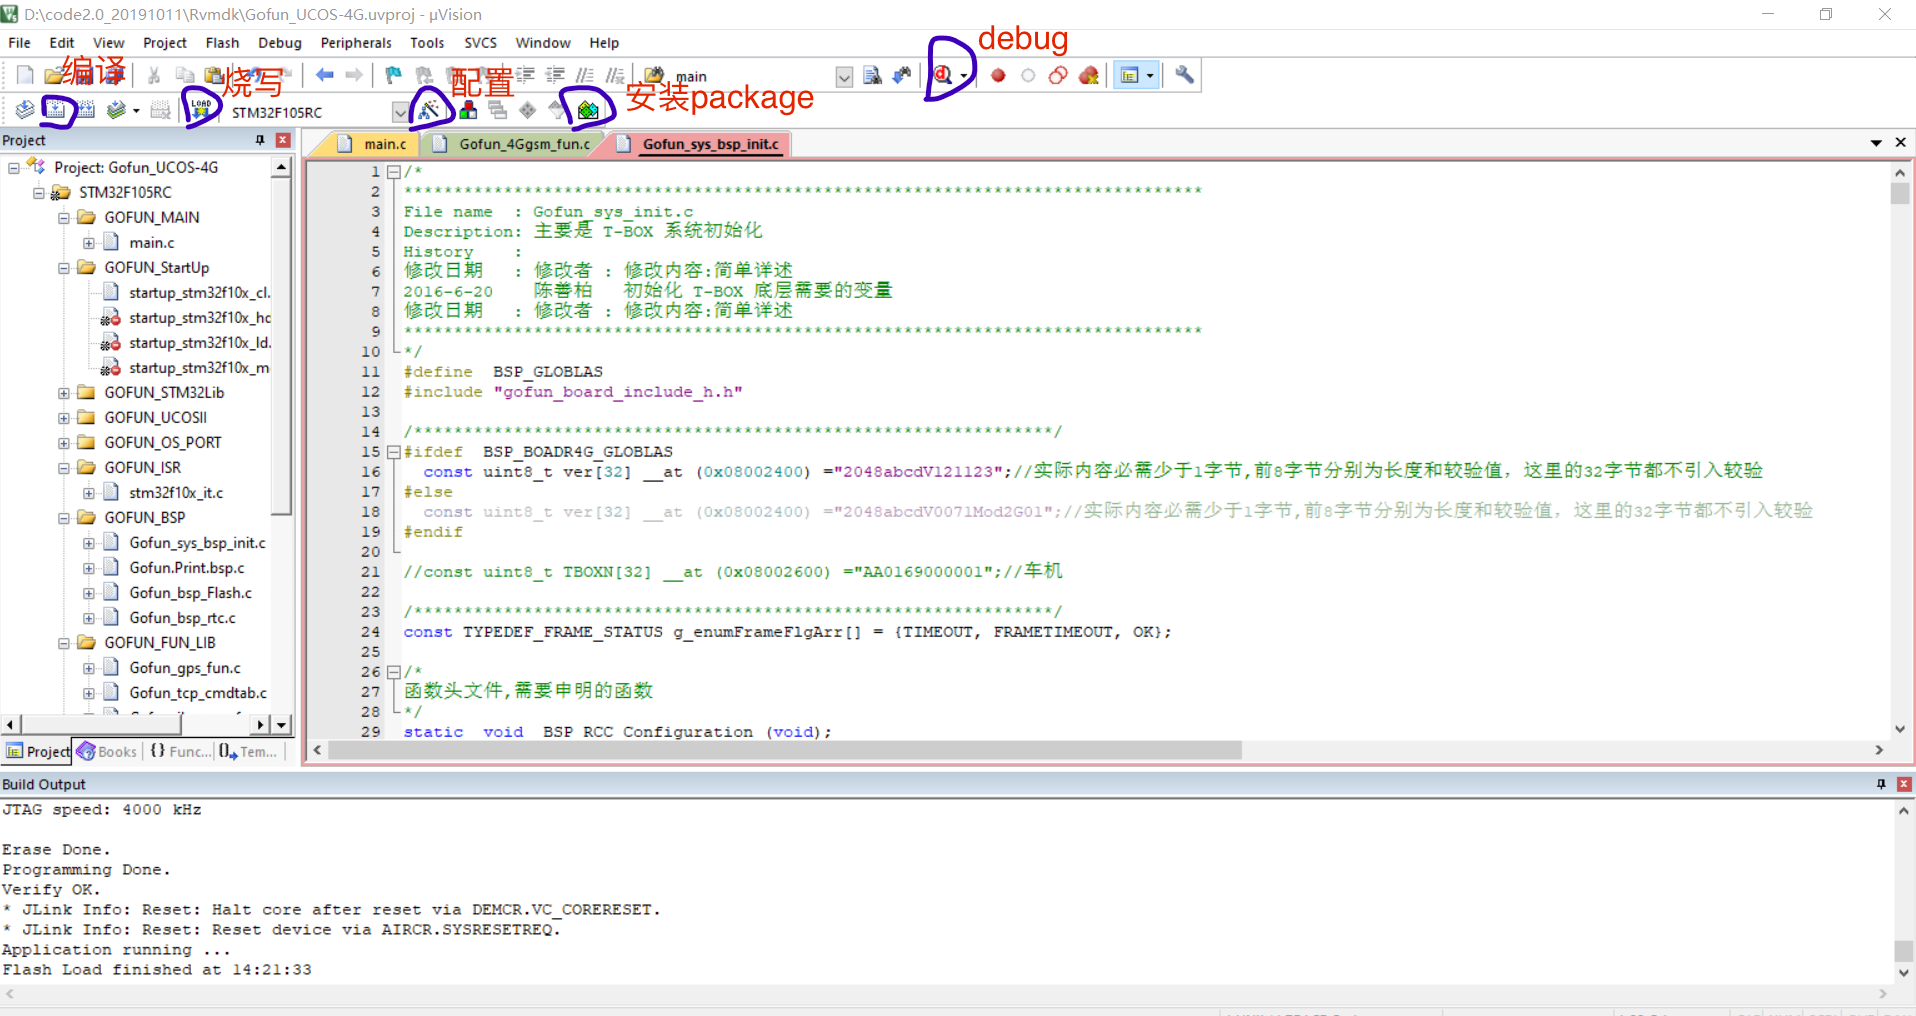 D:\code2.0_20191011\Rvmdk\Gofun_UCOS-4G.uvproj - µVision
File Edit View Project Flash Debug Peripherals Tools SVCS Window Help
debug
编译
烧写
配置
安装package
main
LOAD
STM32F105RC
Project
Project: Gofun_UCOS-4G
STM32F105RC
GOFUN_MAIN
main.c
GOFUN_StartUp
startup_stm32f10x_cl.
startup_stm32f10x_hd
startup_stm32f10x_ld.
startup_stm32f10x_m
GOFUN_STM32Lib
GOFUN_UCOSII
GOFUN_OS_PORT
GOFUN_ISR
stm32f10x_it.c
GOFUN_BSP
Gofun_sys_bsp_init.c
Gofun.Print.bsp.c
Gofun_bsp_Flash.c
Gofun_bsp_rtc.c
GOFUN_FUN_LIB
Gofun_gps_fun.c
Gofun_tcp_cmdtab.c
Project Books {} Func... Tem...
main.c Gofun_4Ggsm_fun.c Gofun_sys_bsp_init.c
1 /*
2 ********************************************************************************
3 File name : Gofun_sys_init.c
4 Description: 主要是 T-BOX 系统初始化
5 History :
6 修改日期 : 修改者 : 修改内容:简单详述
7 2016-6-20 陈善柏 初始化 T-BOX 底层需要的变量
8 修改日期 : 修改者 : 修改内容:简单详述
9 ********************************************************************************
10 */
11 #define BSP_GLOBLAS
12 #include "gofun_board_include_h.h"
13
14 /****************************************************************/
15 #ifdef BSP_BOADR4G_GLOBLAS
16 const uint8_t ver[32] __at (0x08002400) ="2048abcdV121123";//实际内容必需少于1字节,前8字节分别为长度和较验值，这里的32字节都不引入较验
17 #else
18 const uint8_t ver[32] __at (0x08002400) ="2048abcdV0071Mod2G01";//实际内容必需少于1字节,前8字节分别为长度和较验值，这里的32字节都不引入较验
19 #endif
20
21 //const uint8_t TBOXN[32] __at (0x08002600) ="AA0169000001";//车机
22
23 /****************************************************************/
24 const TYPEDEF_FRAME_STATUS g_enumFrameFlgArr[] = {TIMEOUT, FRAMETIMEOUT, OK};
25
26 /*
27 函数头文件,需要申明的函数
28 */
29 static void BSP_RCC_Configuration (void);
Build Output
JTAG speed: 4000 kHz
Erase Done.
Programming Done.
Verify OK.
* JLink Info: Reset: Halt core after reset via DEMCR.VC_CORERESET.
* JLink Info: Reset: Reset device via AIRCR.SYSRESETREQ.
Application running ...
Flash Load finished at 14:21:33